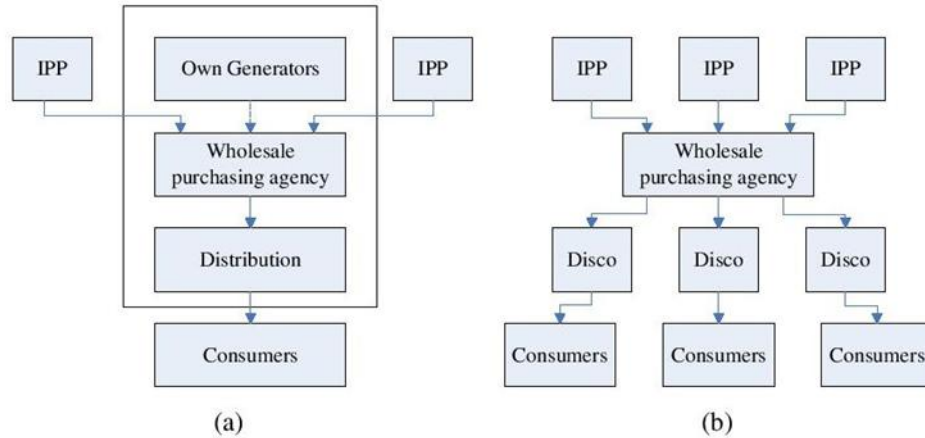 IPP
Own Generators
IPP
Wholesale
purchasing agency
Distribution
Consumers
(a)
IPP
IPP
IPP
Wholesale
purchasing agency
Disco
Disco
Disco
Consumers
Consumers
Consumers
(b)